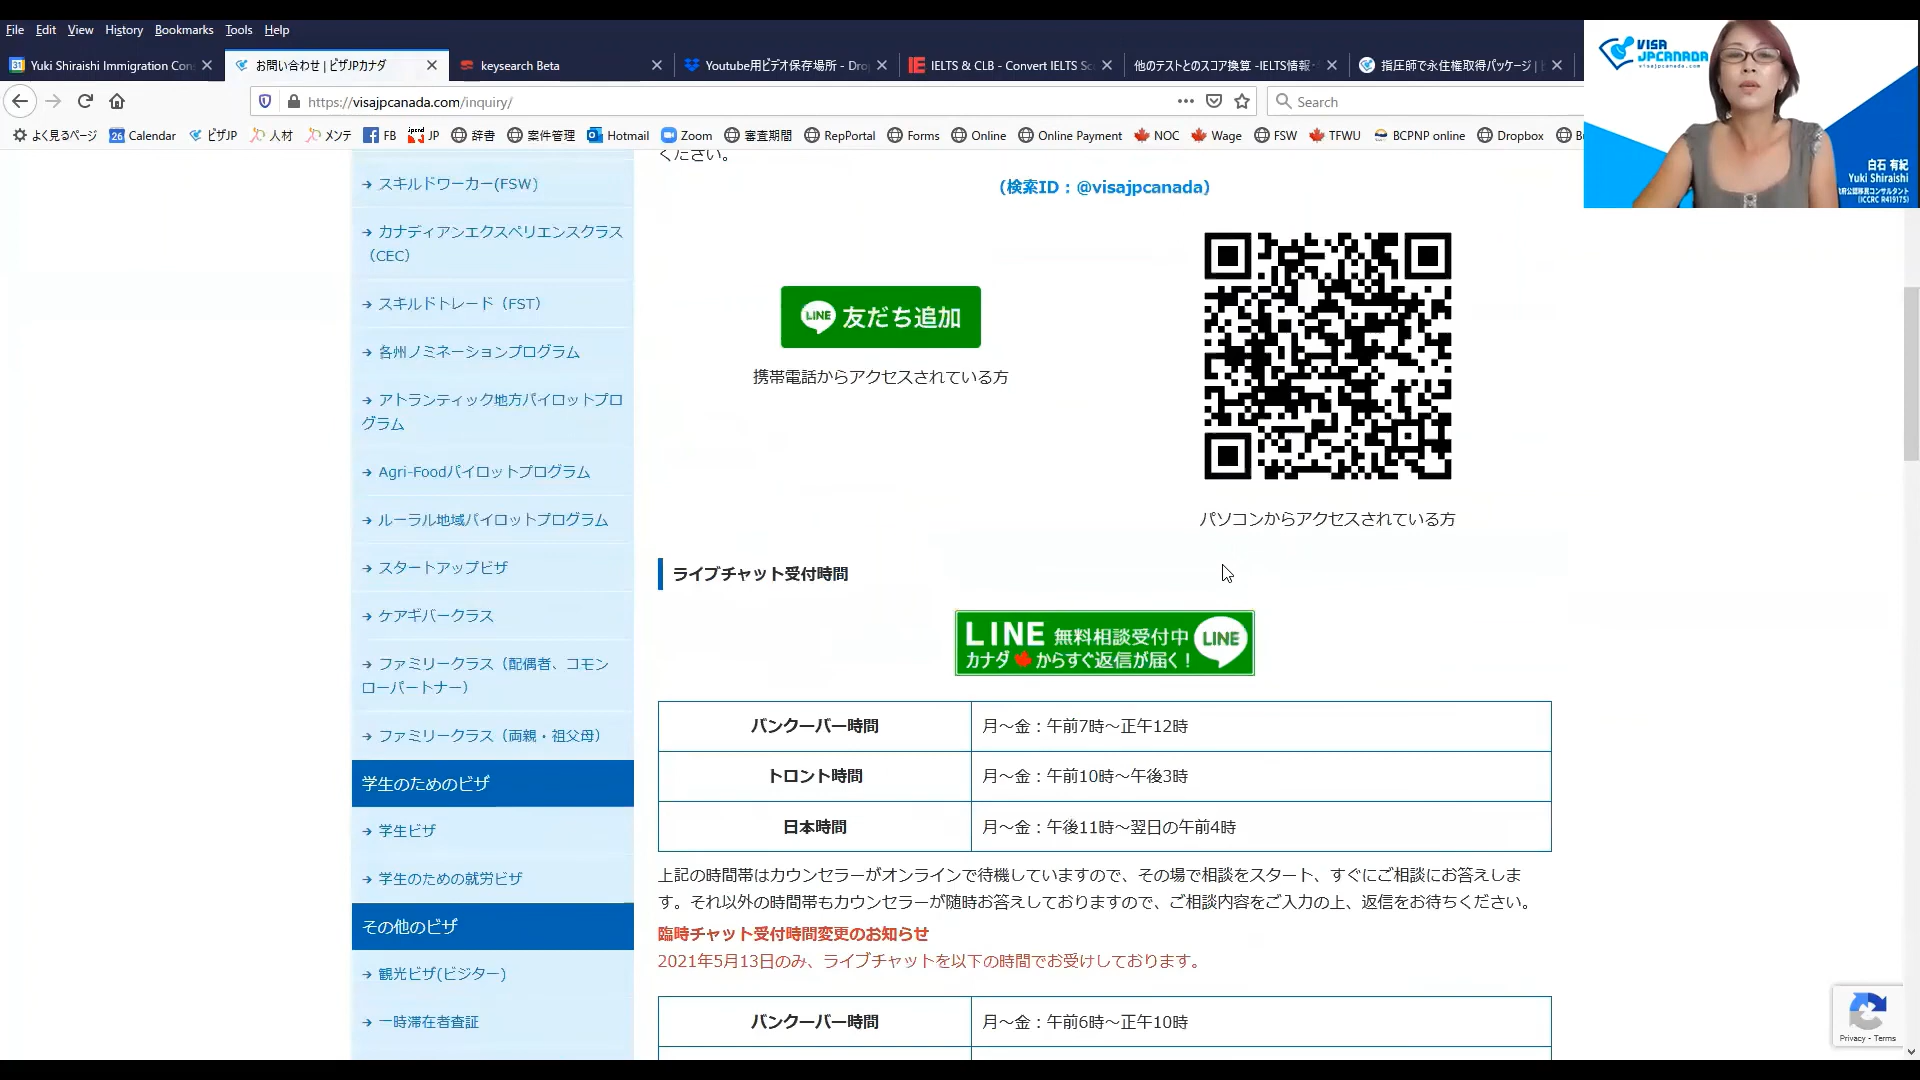 File Edit View History Bookmarks Tools Help
Yuki Shiraishi Immigration Con
お問い合わせ | ビザJPカナダ
keysearch Beta
Youtube用ビデオ保存場所 - Dro
IELTS & CLB - Convert IELTS Sc
他のテストとのスコア換算 -IELTS情報
指圧師で永住権取得パッケージ |
https://visajpcanada.com/inquiry/
Search
よく見るページ Calendar ビザJP 人材 メンテ FB JP 辞書 案件管理 Hotmail Zoom 審査期間 RepPortal Forms Online Online Payment NOC Wage FSW TFWU BCPNP online Dropbox
VISA
JPCANADA
visajpcanada.com
白石 有紀
Yuki Shiraishi
府公認移民コンサルタント
(ICCRC R419175)
→ スキルドワーカー(FSW)
→ カナディアンエクスペリエンスクラス
（CEC）
→ スキルドトレード（FST）
→ 各州ノミネーションプログラム
→ アトランティック地方パイロットプロ
グラム
→ Agri-Foodパイロットプログラム
→ ルーラル地域パイロットプログラム
→ スタートアップビザ
→ ケアギバークラス
→ ファミリークラス（配偶者、コモン
ローパートナー）
→ ファミリークラス（両親・祖父母）
学生のためのビザ
→ 学生ビザ
→ 学生のための就労ビザ
その他のビザ
→ 観光ビザ(ビジター)
→ 一時滞在者査証
ください。
（検索ID：@visajpcanada）
LINE 友だち追加
携帯電話からアクセスされている方
パソコンからアクセスされている方
ライブチャット受付時間
LINE 無料相談受付中 LINE
カナダからすぐ返信が届く！
バンクーバー時間 月～金：午前7時～正午12時
トロント時間 月～金：午前10時～午後3時
日本時間 月～金：午後11時～翌日の午前4時
上記の時間帯はカウンセラーがオンラインで待機していますので、その場で相談をスタート、すぐにご相談にお答えしま
す。それ以外の時間帯もカウンセラーが随時お答えしておりますので、ご相談内容をご入力の上、返信をお待ちください。
臨時チャット受付時間変更のお知らせ
2021年5月13日のみ、ライブチャットを以下の時間でお受けしております。
バンクーバー時間 月～金：午前6時～正午10時
Privacy - Terms